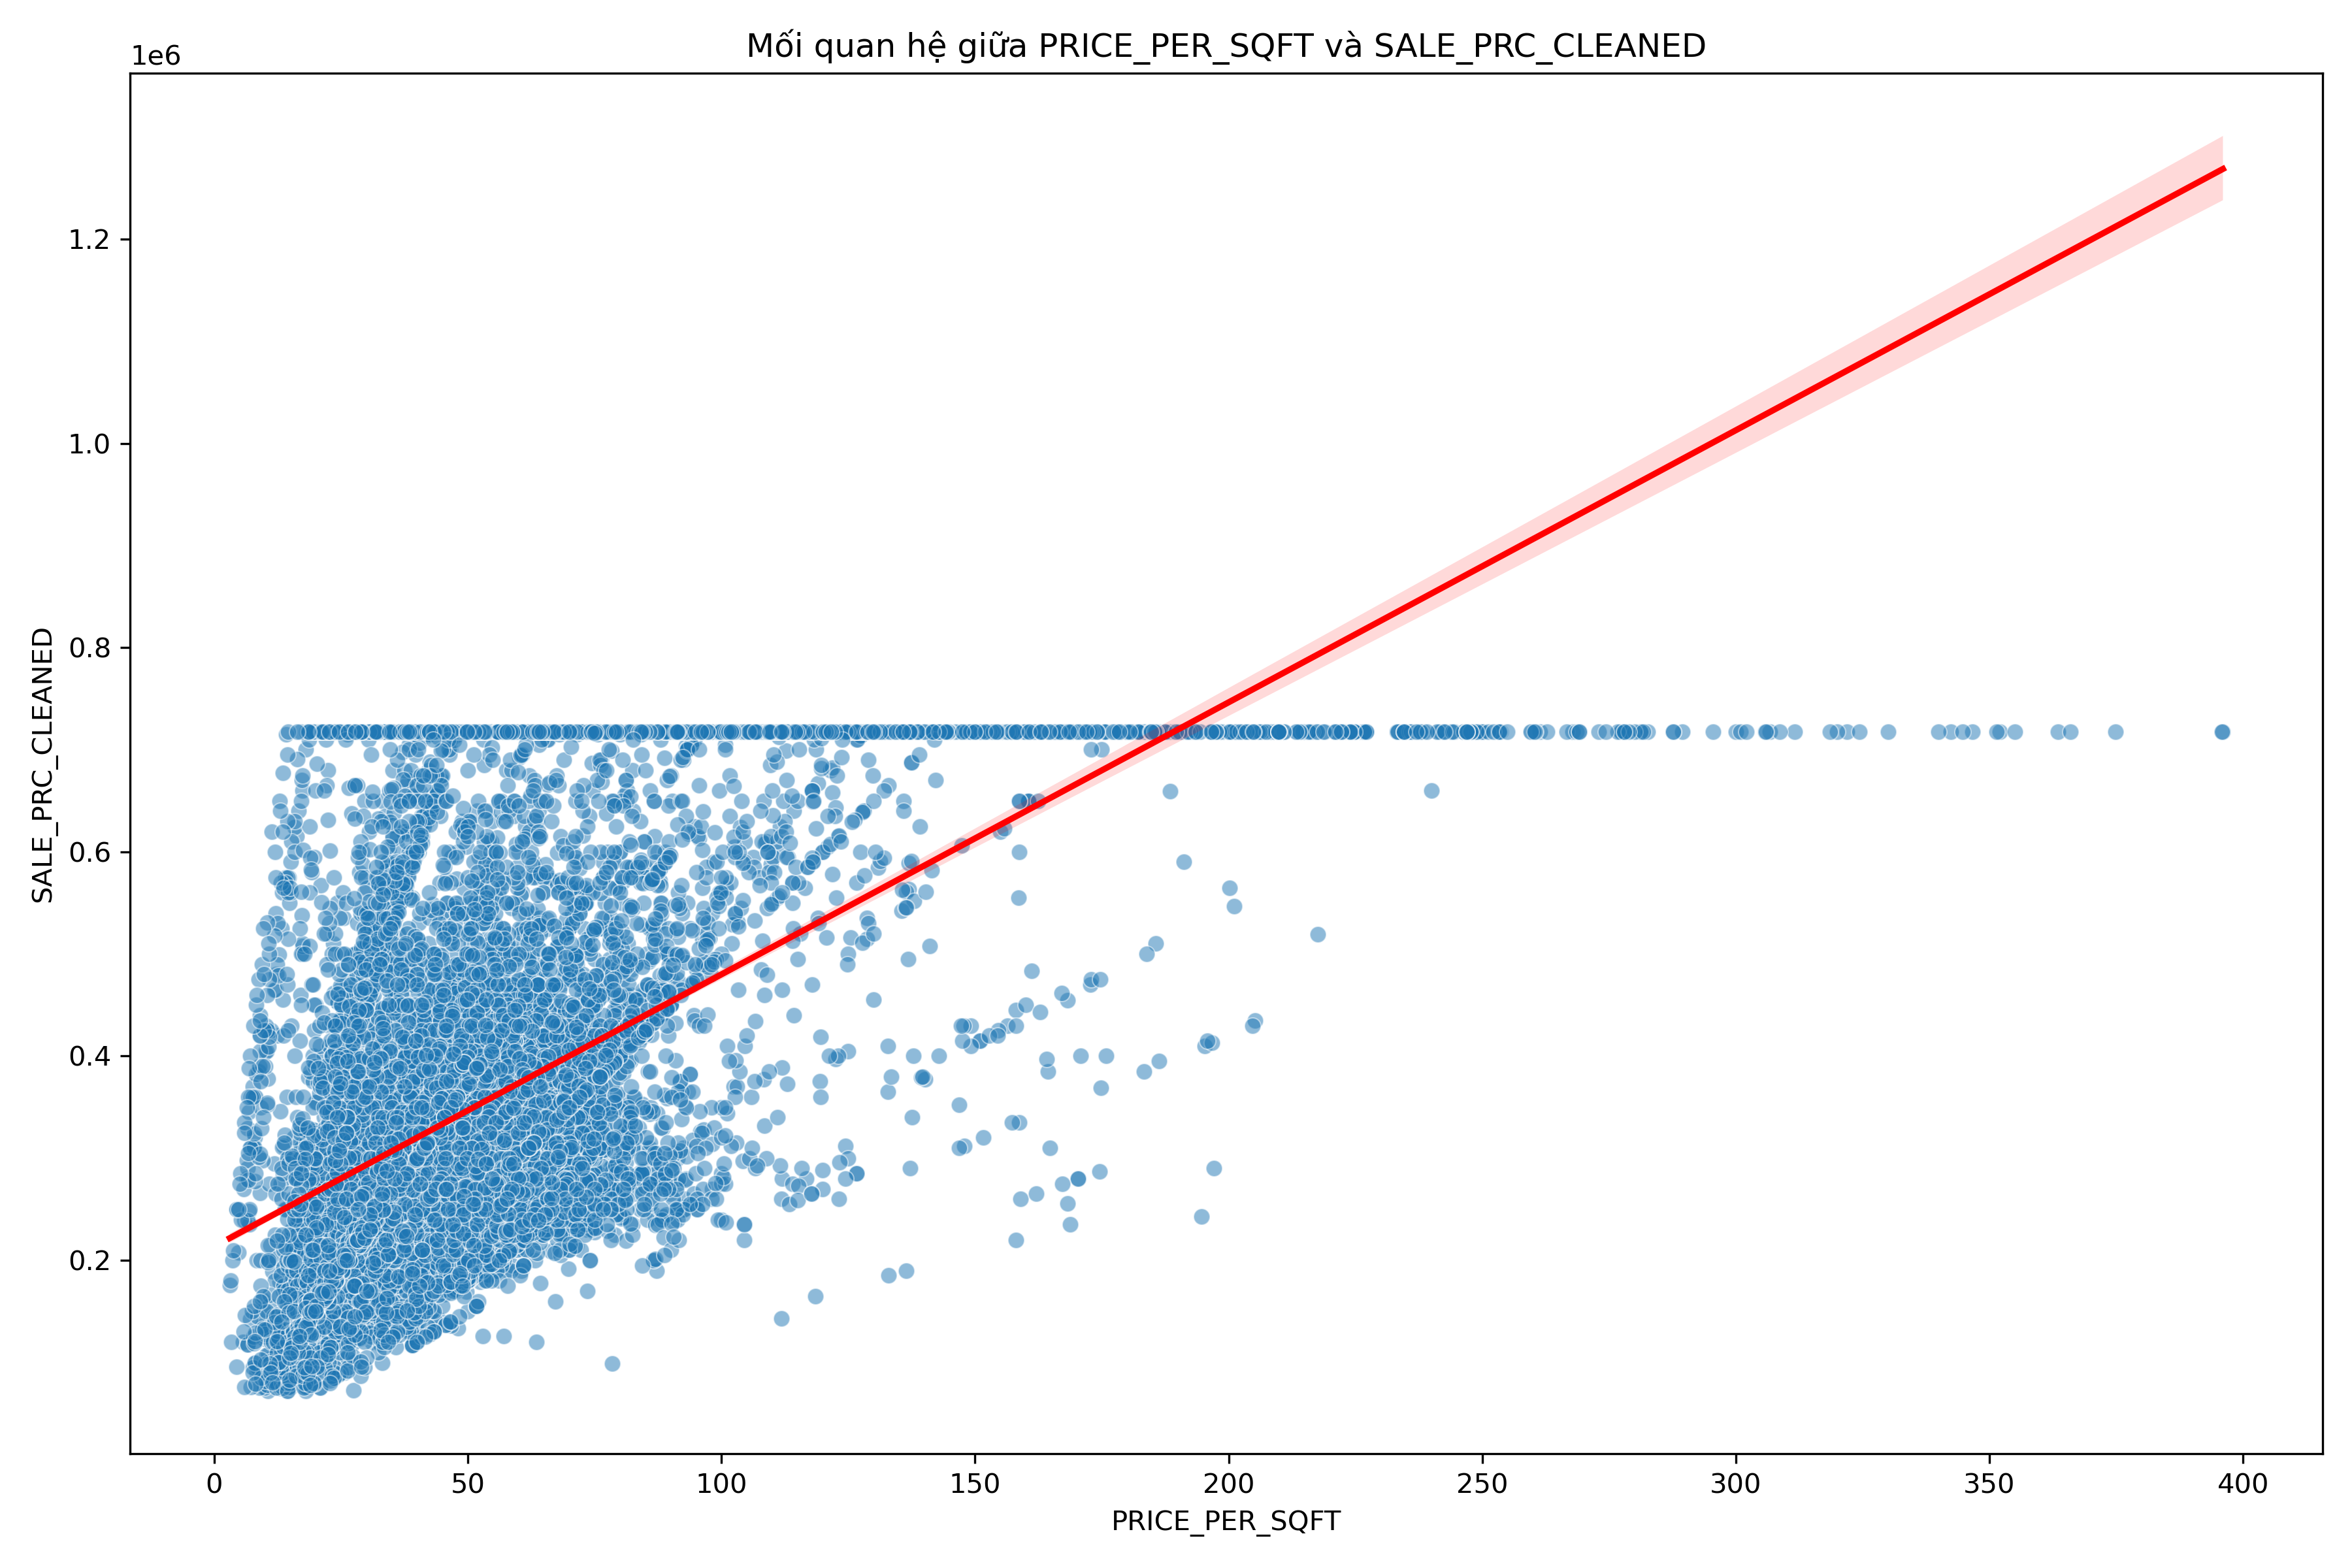 Mối quan hệ giữa PRICE_PER_SQFT và SALE_PRC_CLEANED
1e6
1.2
1.0
0.8
0.6
0.4
0.2
SALE_PRC_CLEANED
0 50 100 150 200 250 300 350 400
PRICE_PER_SQFT